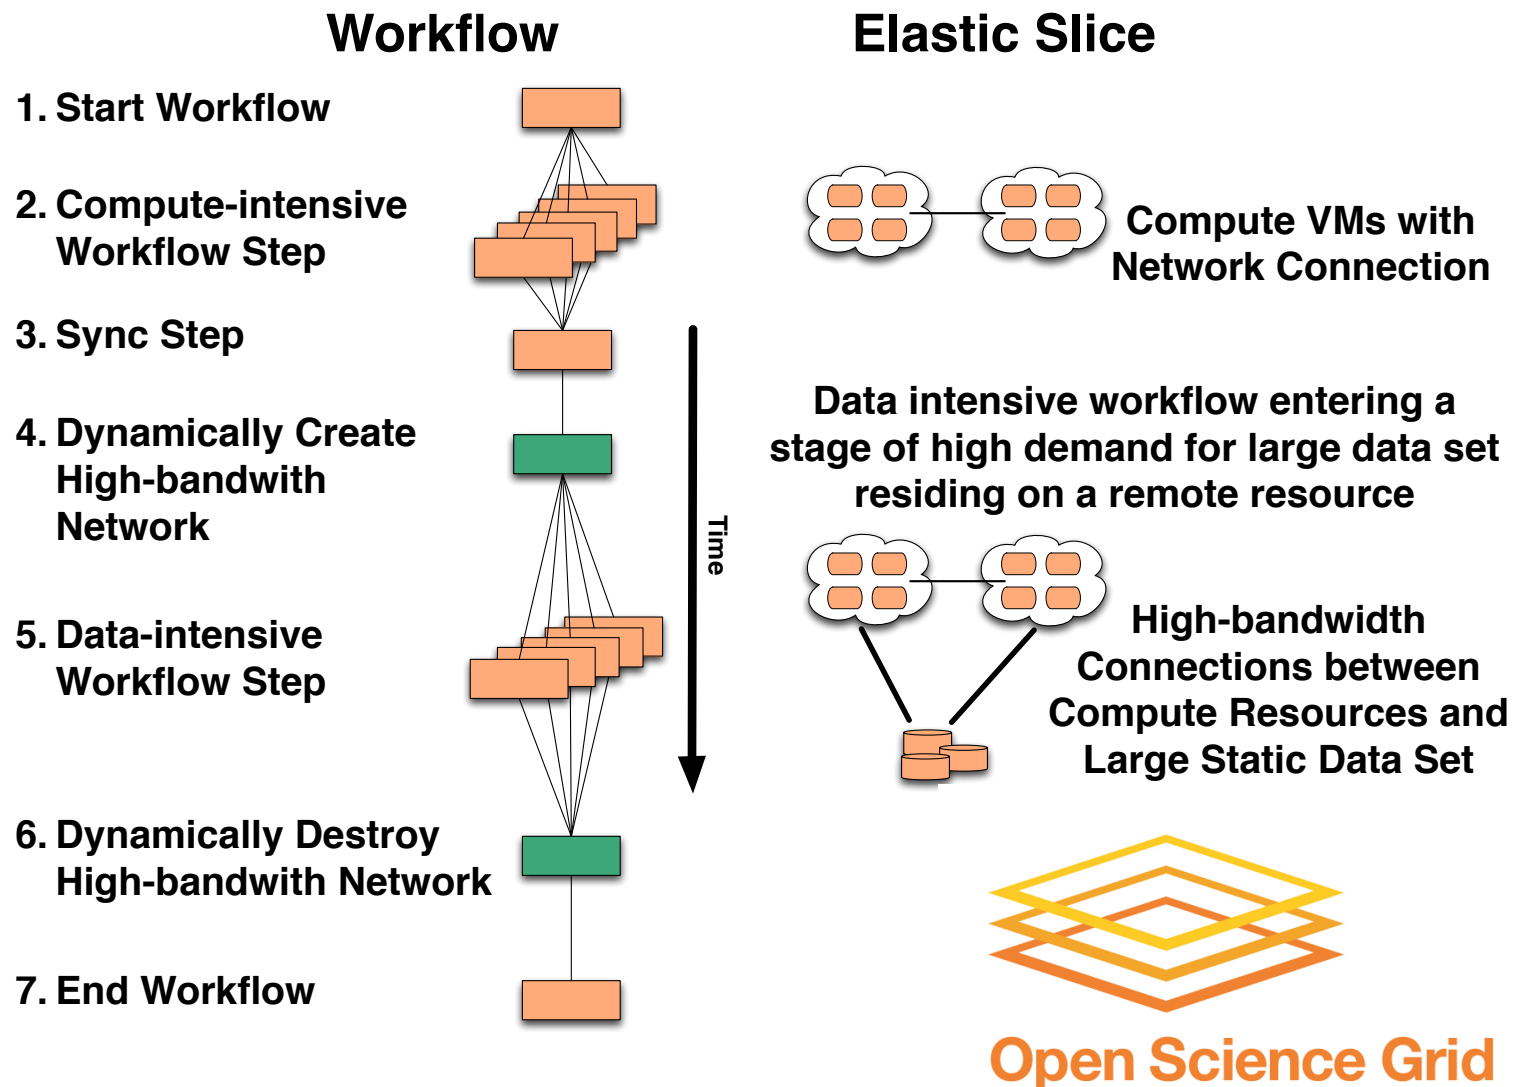 Workflow
Elastic Slice
1. Start Workflow
2. Compute-intensive
Workflow Step
3. Sync Step
4. Dynamically Create
High-bandwith
Network
5. Data-intensive
Workflow Step
6. Dynamically Destroy
High-bandwith Network
7. End Workflow
Time
Compute VMs with
Network Connection
Data intensive workflow entering a
stage of high demand for large data set
residing on a remote resource
High-bandwidth
Connections between
Compute Resources and
Large Static Data Set
Open Science Grid